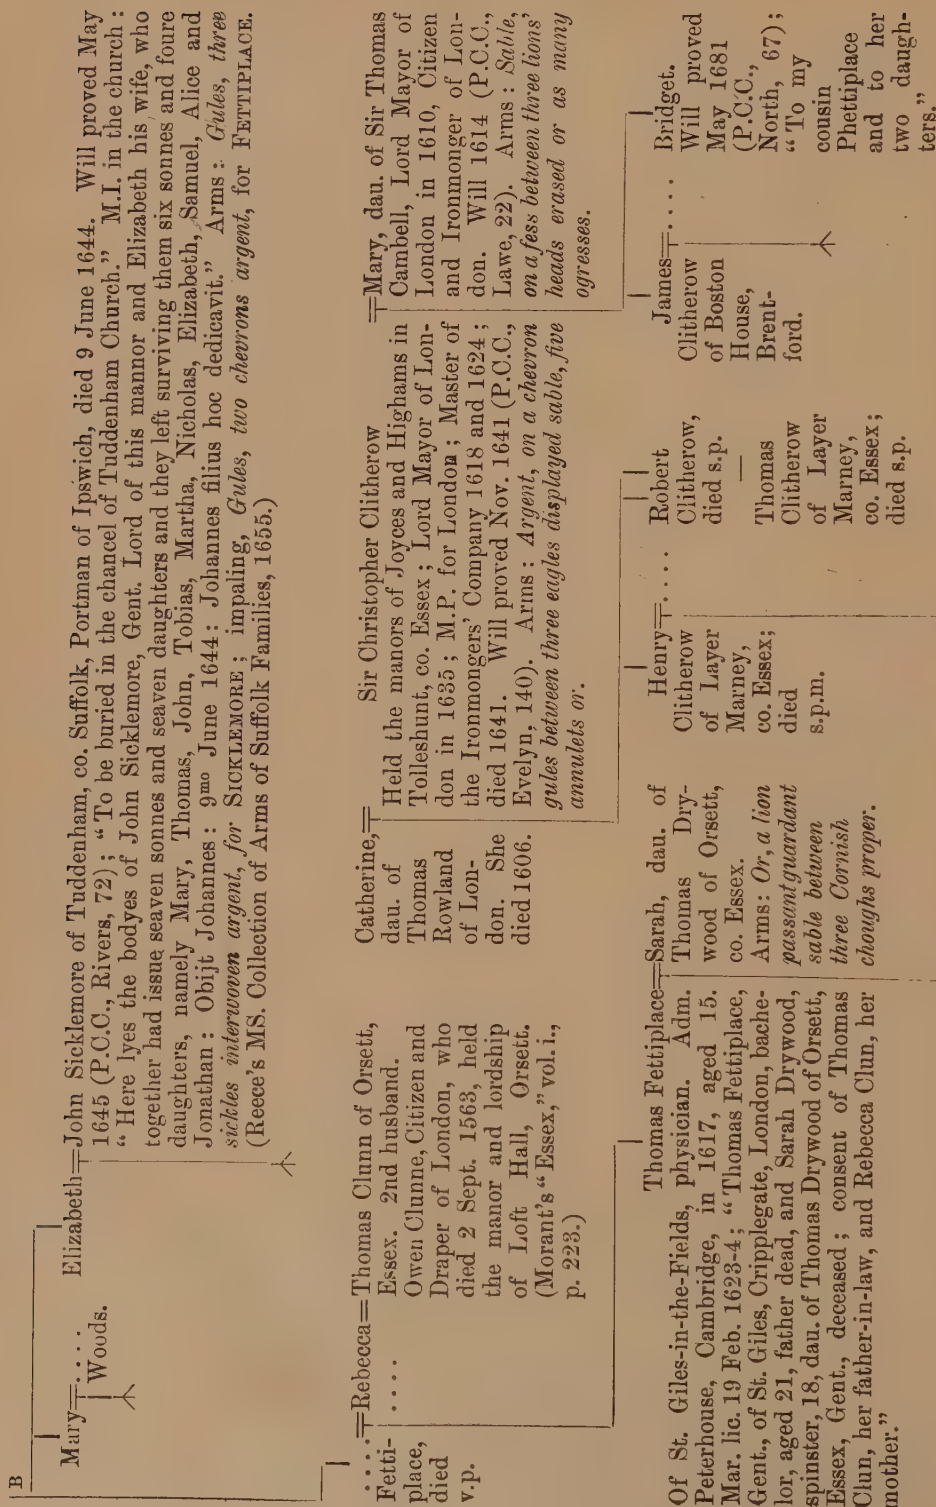 B
Mary=.... 
Woods.
Elizabeth=John Sicklemore of Tuddenham, co. Suffolk, Portman of Ipswich, died 9 June 1644. Will proved May
1645 (P.C.C., Rivers, 72); "To be buried in the chancel of Tuddenham Church." M.I. in the church:
"Here lyes the bodyes of John Sicklemore, Gent. Lord of this mannor and Elizabeth his wife, who
together had issue seaven sonnes and seaven daughters and they left surviving them six sonnes and foure
daughters, namely Mary, Thomas, John, Tobias, Martha, Nicholas, Elizabeth, Samuel, Alice and
Jonathan: Obijt Johannes: 9mo June 1644: Johannes filius hoc dedicavit." Arms: Gules, three
sickles interwoven argent, for SICKLEMORE; impaling, Gules, two chevrons argent, for FETTIPLACE.
(Reece's MS. Collection of Arms of Suffolk Families, 1655.)
....=Rebecca=Thomas Clunn of Orsett,
Fetti-
place,
died
v.p.
....
Essex. 2nd husband.
Owen Clunne, Citizen and
Draper of London, who
died 2 Sept. 1563, held
the manor and lordship
of Loft Hall, Orsett.
(Morant's "Essex," vol. i.,
p. 223.)
Catherine,=
dau. of
Thomas
Rowland
of Lon-
don. She
died 1606.
Sir Christopher Clitherow
Held the manors of Joyces and Highams in
Tolleshunt, co. Essex; Lord Mayor of Lon-
don in 1635; M.P. for London; Master of
the Ironmongers' Company 1618 and 1624;
died 1641. Will proved Nov. 1641 (P.C.C.,
Evelyn, 140). Arms: Argent, on a chevron
gules between three eagles displayed sable, five
annulets or.
=Mary, dau. of Sir Thomas
Cambell, Lord Mayor of
London in 1610, Citizen
and Ironmonger of Lon-
don. Will 1614 (P.C.C.,
Lawe, 22). Arms: Sable,
on a fess between three lions'
heads erased or as many
ogresses.
Thomas Fettiplace=Sarah, dau. of
Of St. Giles-in-the-Fields, physician. Adm.
Peterhouse, Cambridge, in 1617, aged 15.
Mar. lic. 19 Feb. 1623-4; "Thomas Fettiplace,
Gent., of St. Giles, Cripplegate, London, bache-
lor, aged 21, father dead, and Sarah Drywood,
spinster, 18, dau. of Thomas Drywood of Orsett,
Essex, Gent., deceased; consent of Thomas
Clun, her father-in-law, and Rebecca Clun, her
mother."
Thomas Dry-
wood of Orsett,
co. Essex.
Arms: Or, a lion
passant guardant
sable between
three Cornish
choughs proper.
Henry=....
Clitherow
of Layer
Marney,
co. Essex;
died
s.p.m.
Robert
Clitherow,
died s.p.
—
Thomas
Clitherow
of Layer
Marney,
co. Essex;
died s.p.
James=....
Clitherow
of Boston
House,
Brent-
ford.
Bridget.
Will proved
May 1681
(P.C.C.,
North, 67);
"To my
cousin
Phettiplace
and to her
two daugh-
ters."